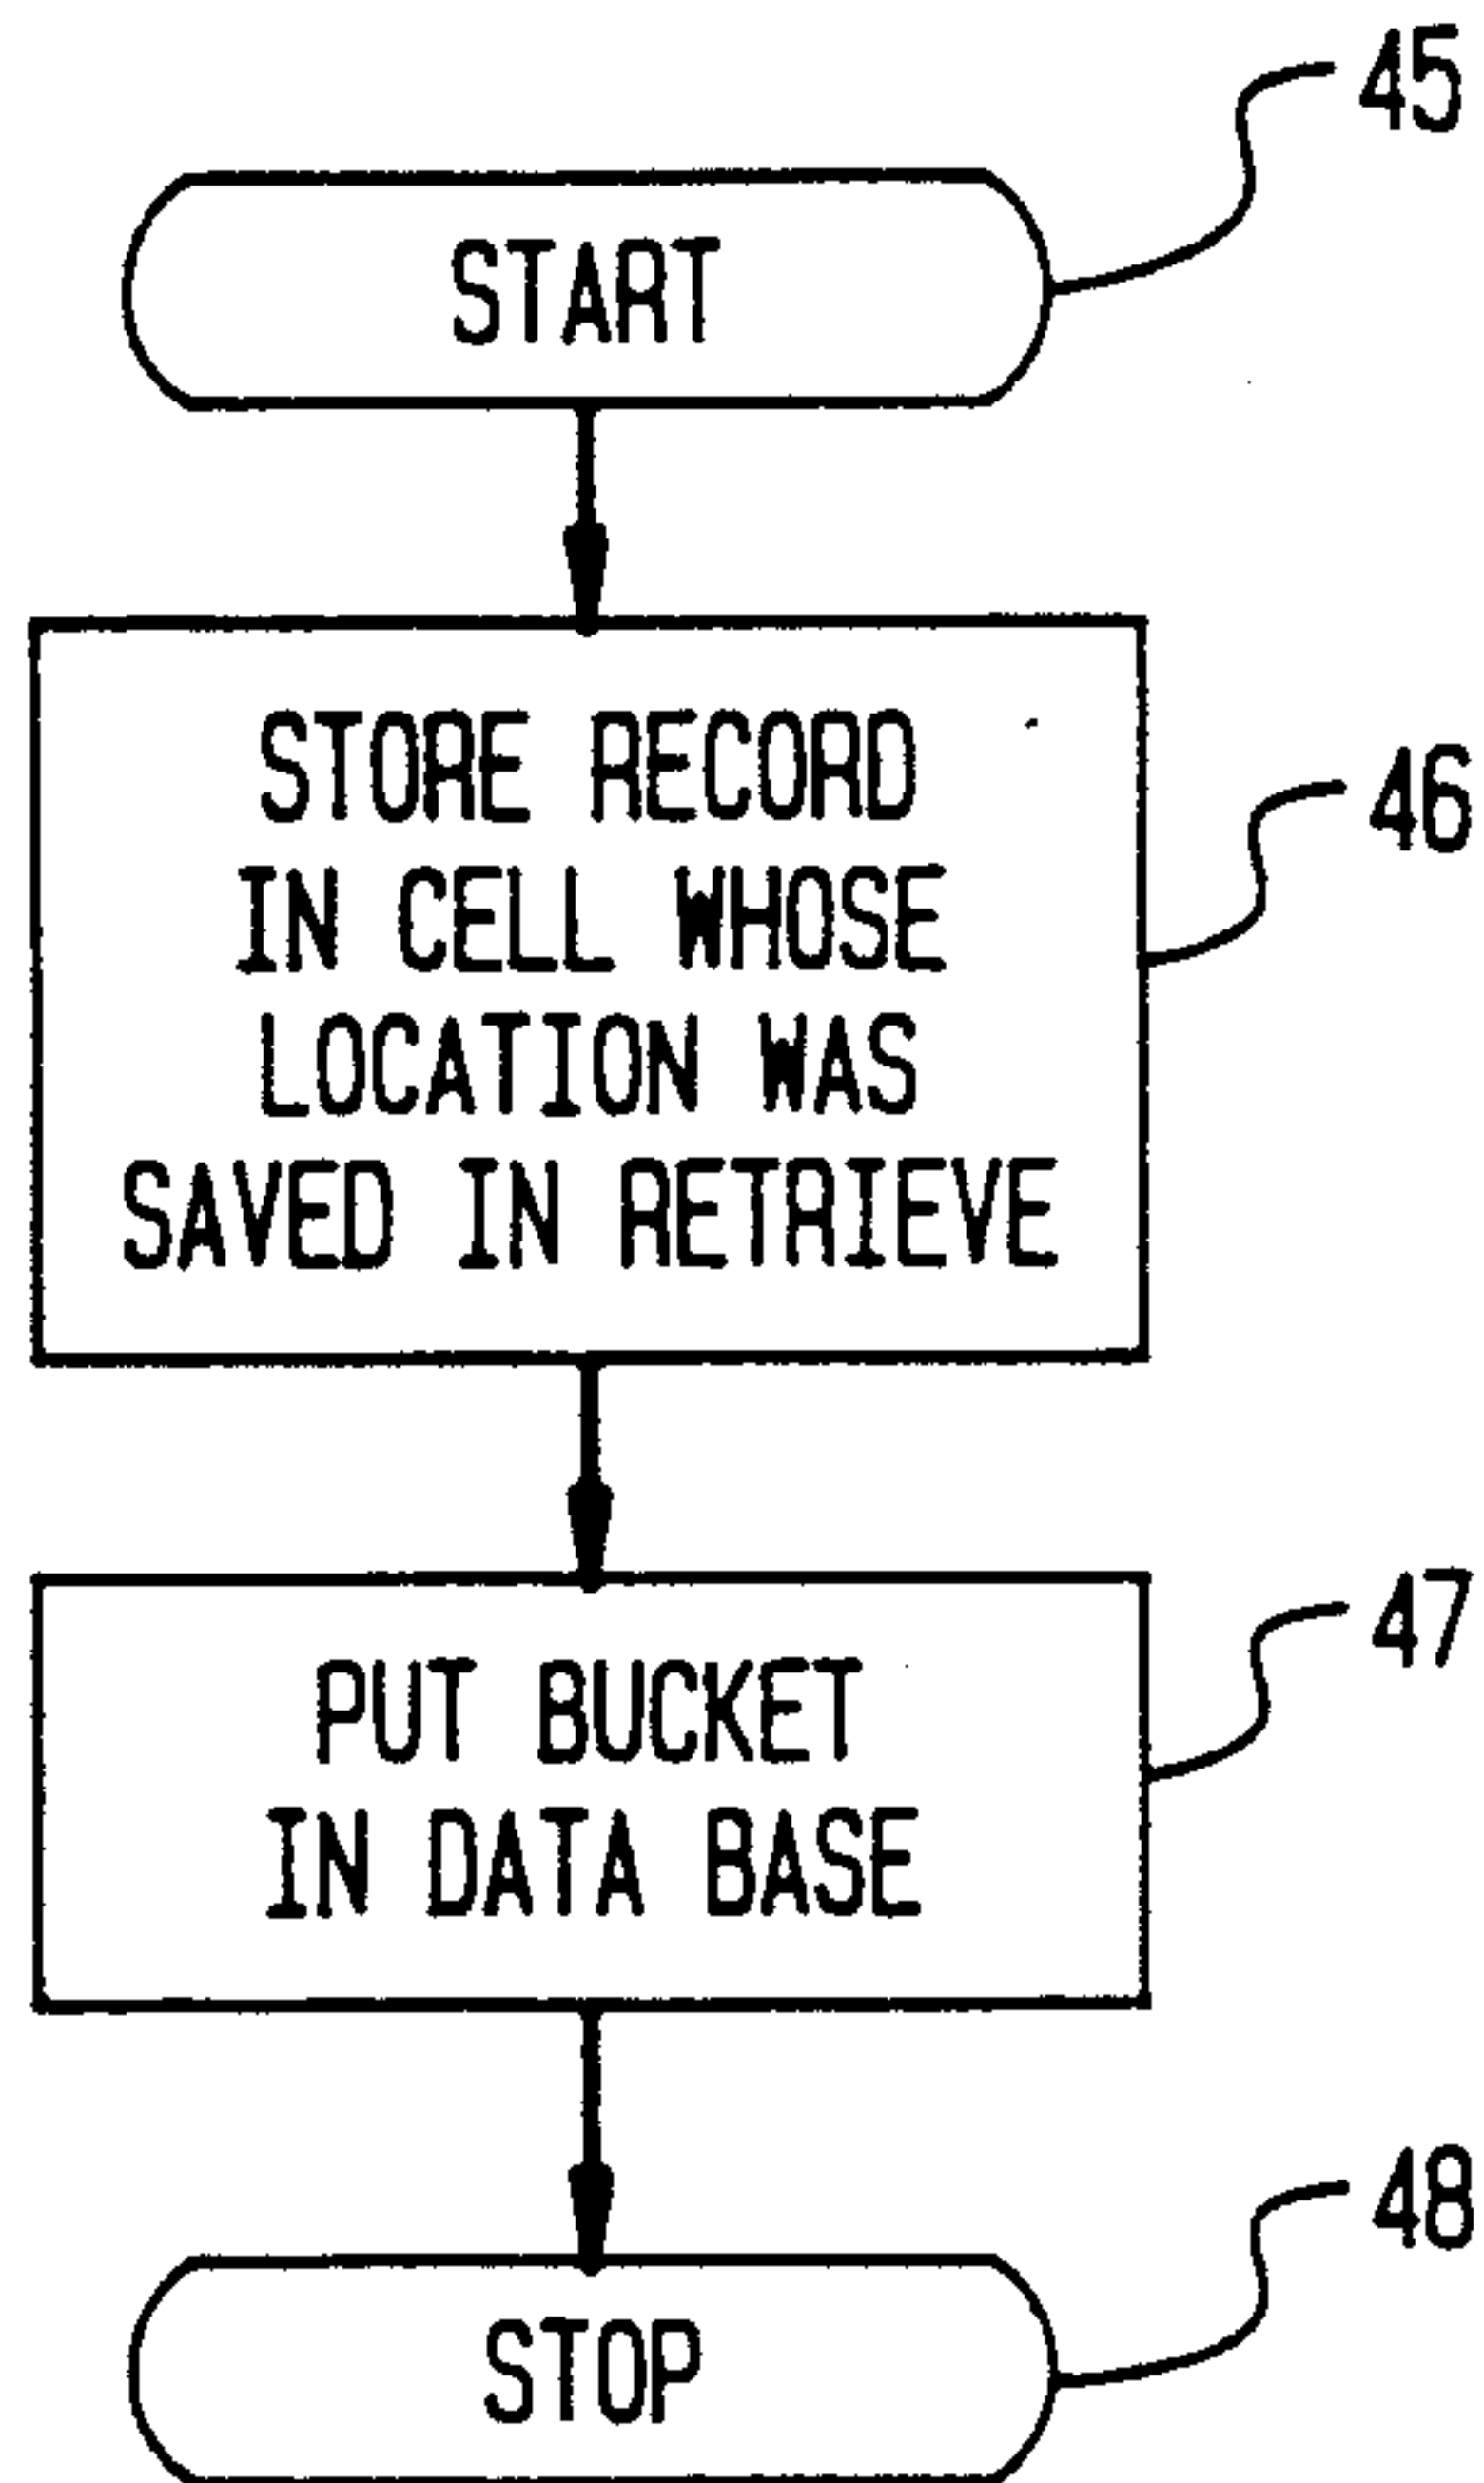 45
START
STORE RECORD
IN CELL WHOSE
LOCATION WAS
SAVED IN RETRIEVE
46
PUT BUCKET
IN DATA BASE
47
STOP
48